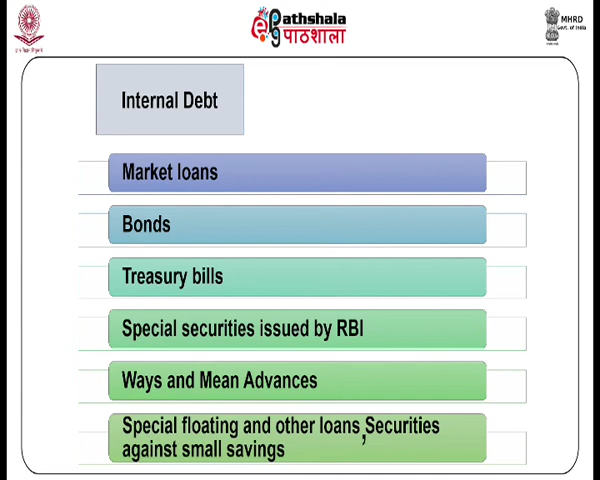 ePgPathshala
पाठशाला
MHRD
Govt. of India
Internal Debt
Market loans
Bonds
Treasury bills
Special securities issued by RBI
Ways and Mean Advances
Special floating and other loans,Securities
against small savings